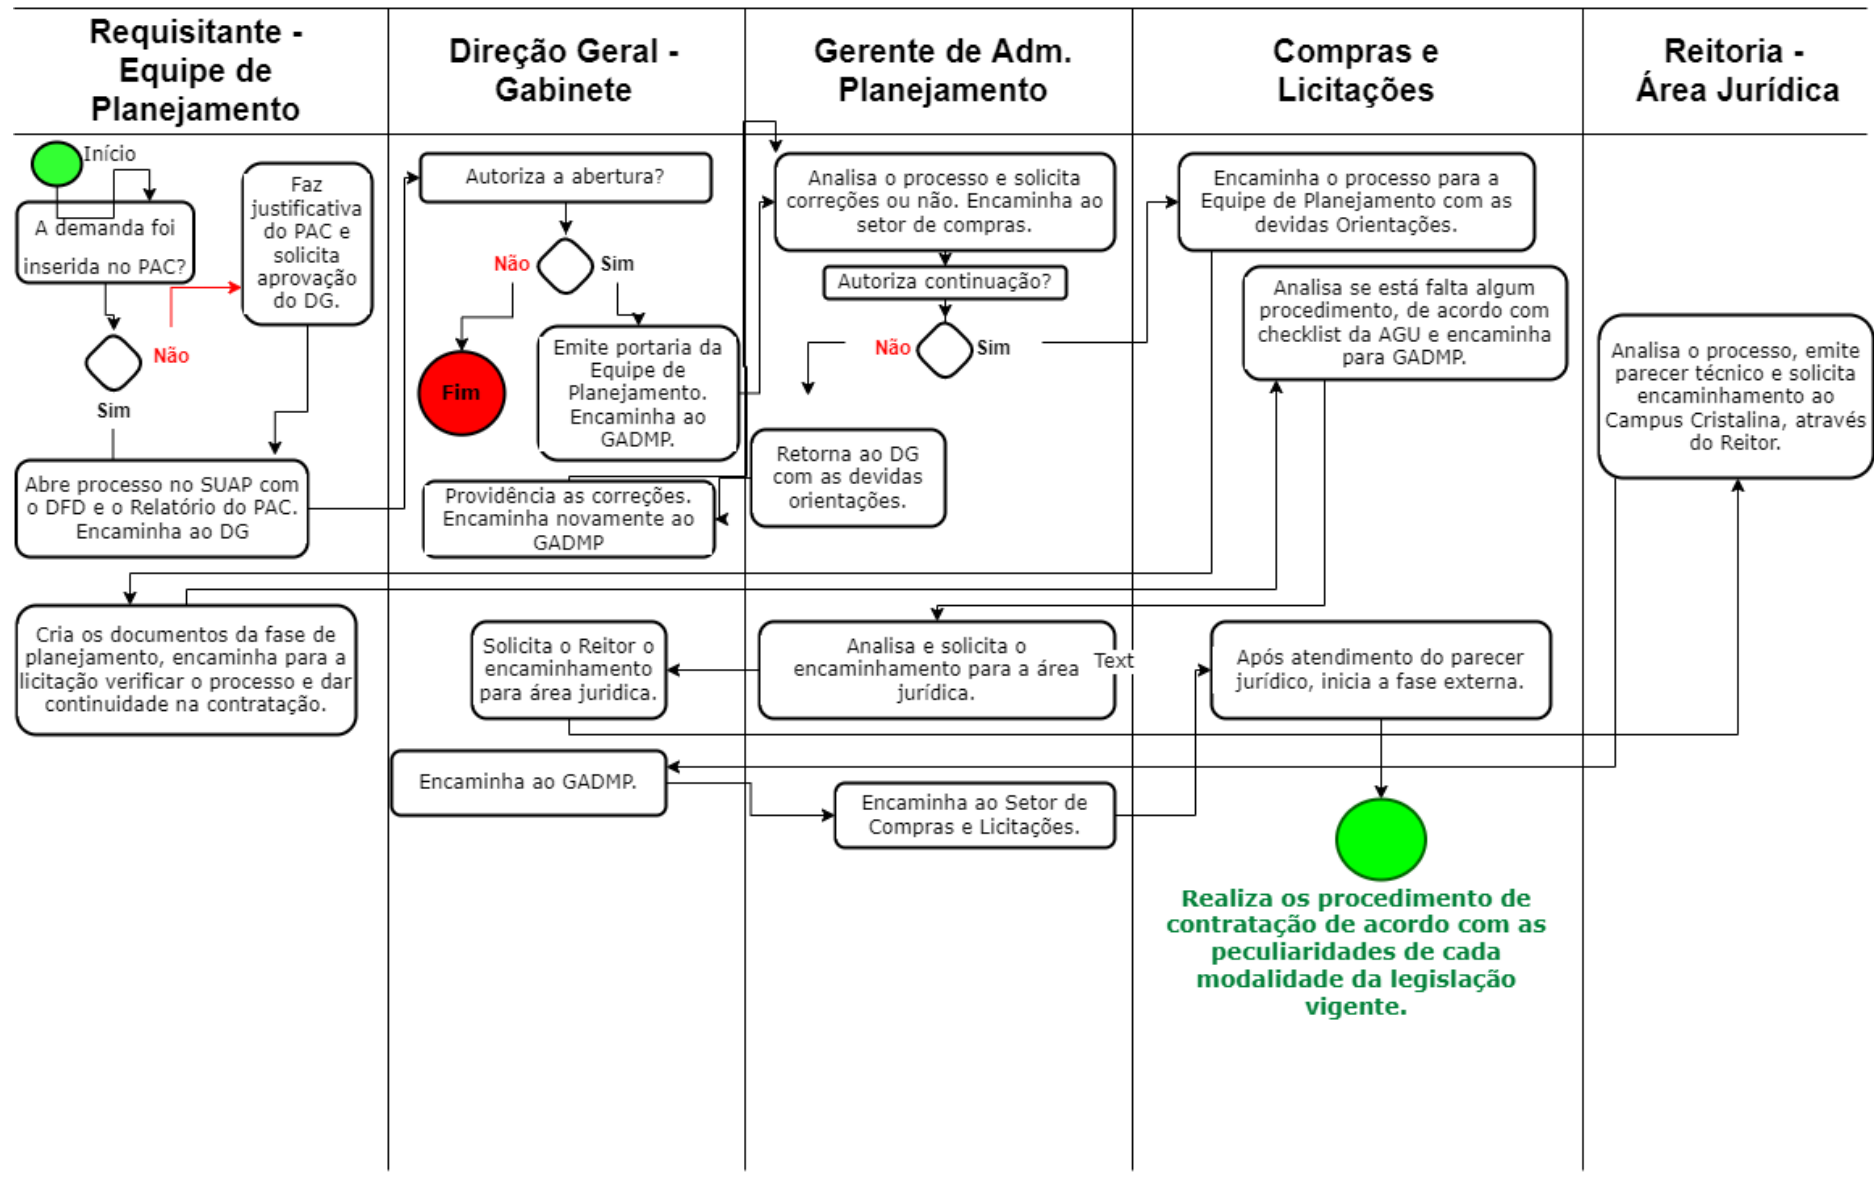 Requisitante -
Equipe de
Planejamento
Direção Geral -
Gabinete
Gerente de Adm.
Planejamento
Compras e
Licitações
Reitoria -
Área Jurídica
Início
A demanda foi
inserida no PAC?
Não
Sim
Faz
justificativa
do PAC e
solicita
aprovação
do DG.
Abre processo no SUAP com
o DFD e o Relatório do PAC.
Encaminha ao DG
Cria os documentos da fase de
planejamento, encaminha para a
licitação verificar o processo e dar
continuidade na contratação.
Autoriza a abertura?
Não
Sim
Fim
Emite portaria da
Equipe de
Planejamento.
Encaminha ao
GADMP.
Providência as correções.
Encaminha novamente ao
GADMP
Solicita o Reitor o
encaminhamento
para área juridica.
Encaminha ao GADMP.
Analisa o processo e solicita
correções ou não. Encaminha ao
setor de compras.
Autoriza continuação?
Não
Sim
Retorna ao DG
com as devidas
orientações.
Analisa e solicita o
encaminhamento para a área
jurídica.
Text
Encaminha ao Setor de
Compras e Licitações.
Encaminha o processo para a
Equipe de Planejamento com as
devidas Orientações.
Analisa se está falta algum
procedimento, de acordo com
checklist da AGU e encaminha
para GADMP.
Após atendimento do parecer
jurídico, inicia a fase externa.
Realiza os procedimento de
contratação de acordo com as
peculiaridades de cada
modalidade da legislação
vigente.
Analisa o processo, emite
parecer técnico e solicita
encaminhamento ao
Campus Cristalina, através
do Reitor.